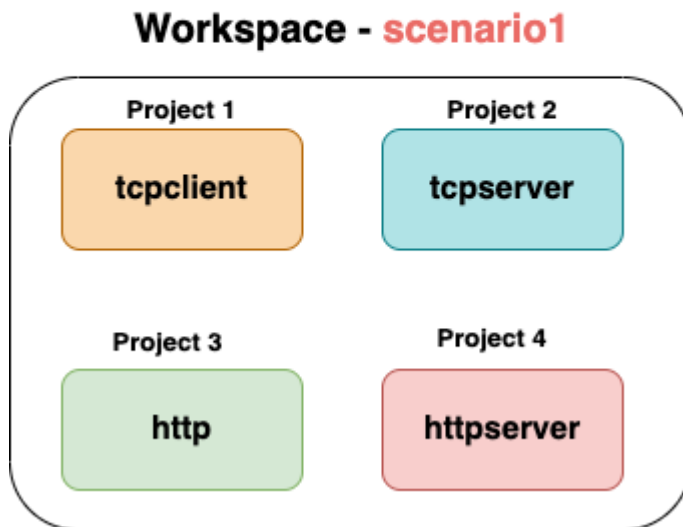 Workspace - scenario1
Project 1
Project 2
tcpclient
tcpserver
Project 3
Project 4
http
httpserver